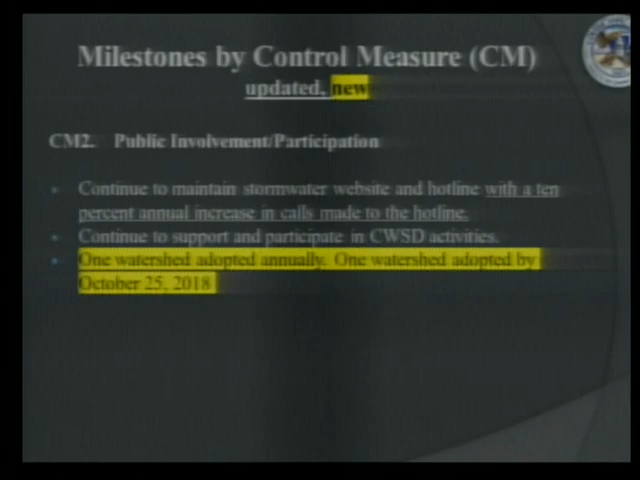 Milestones by Control Measure (CM)
updated, new
CM2. Public Involvement/Participation
Continue to maintain stormwater website and hotline with a ten
percent annual increase in calls made to the hotline.
Continue to support and participate in CWSD activities.
One watershed adopted annually. One watershed adopted by
October 25, 2018